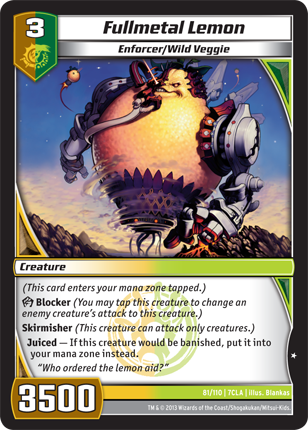 3
Fullmetal Lemon
Enforcer/Wild Veggie
Creature
(This card enters your mana zone tapped.)
Blocker (You may tap this creature to change an
enemy creature's attack to this creature.)
Skirmisher (This creature can attack only creatures.)
Juiced — If this creature would be banished, put it into
your mana zone instead.
"Who ordered the lemon aid?"
3500
81/110 | 7CLA | Illus. Blankas
TM & © 2013 Wizards of the Coast/Shogakukan/Mitsui-Kids.